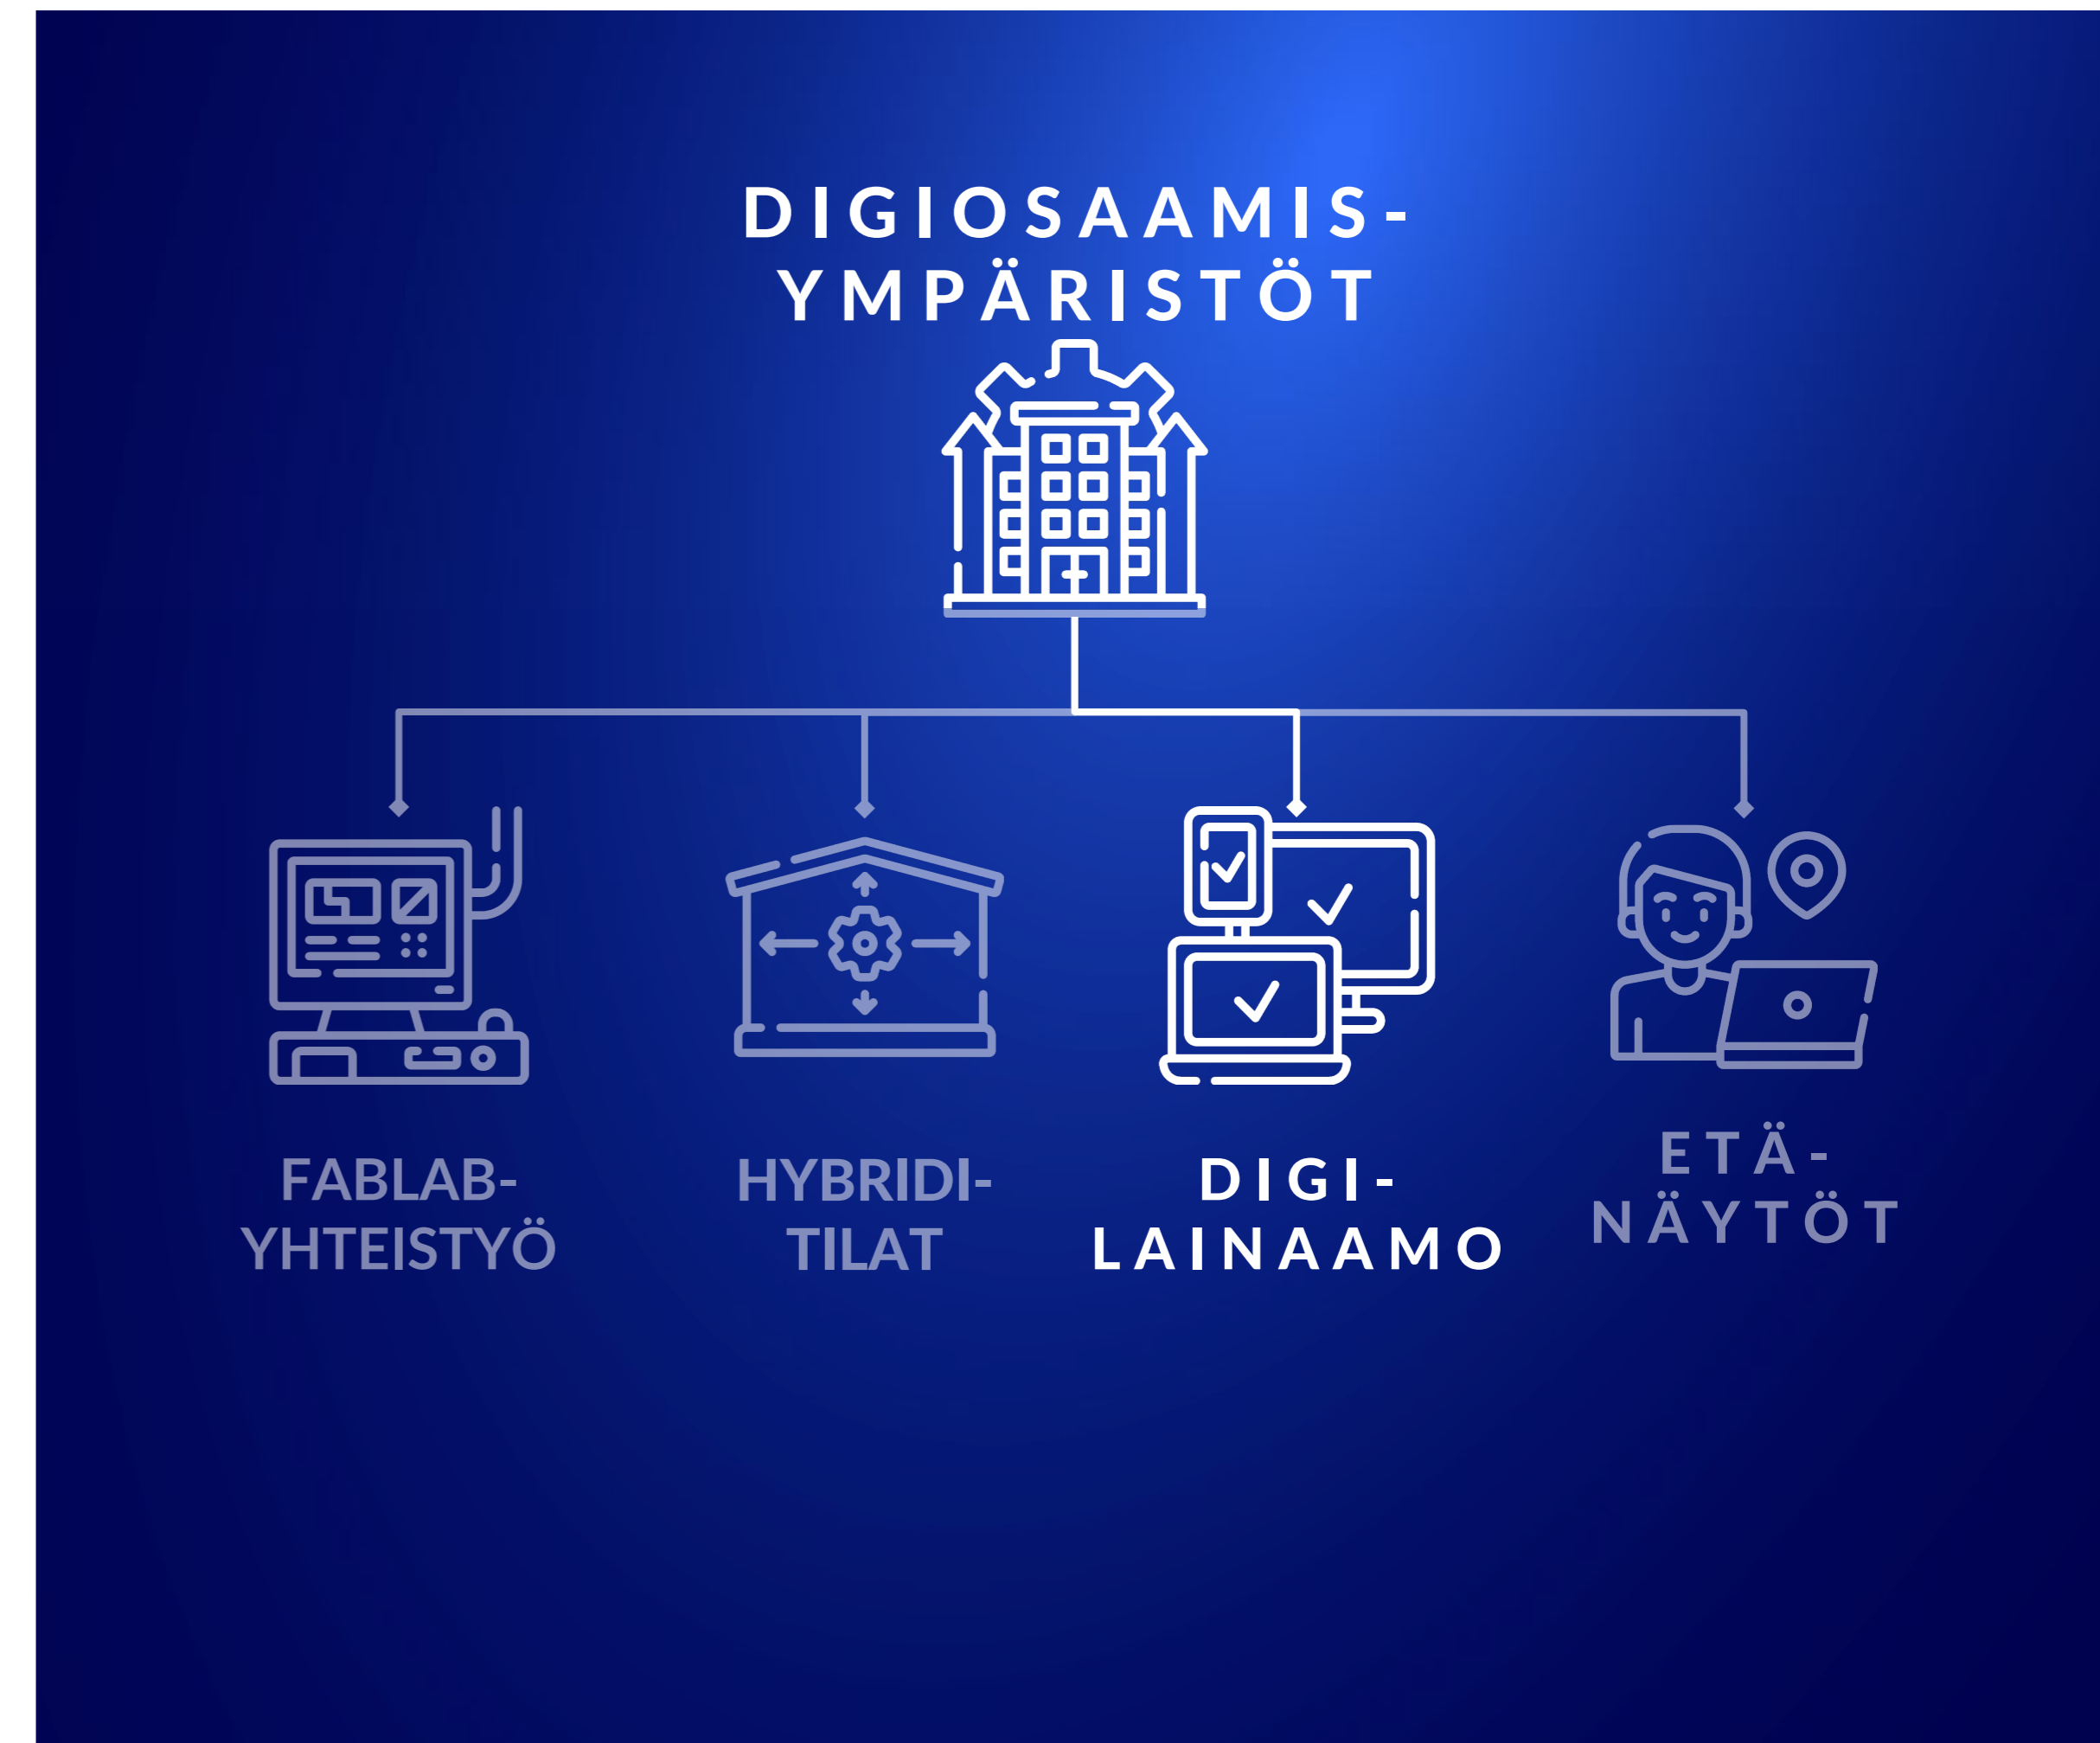 DIGIOSAAMIS-
YMPÄRISTÖT
FABLAB-
YHTEISTYÖ
HYBRIDI-
TILAT
DIGI-
LAINAAMO
ETÄ-
NÄYTÖT